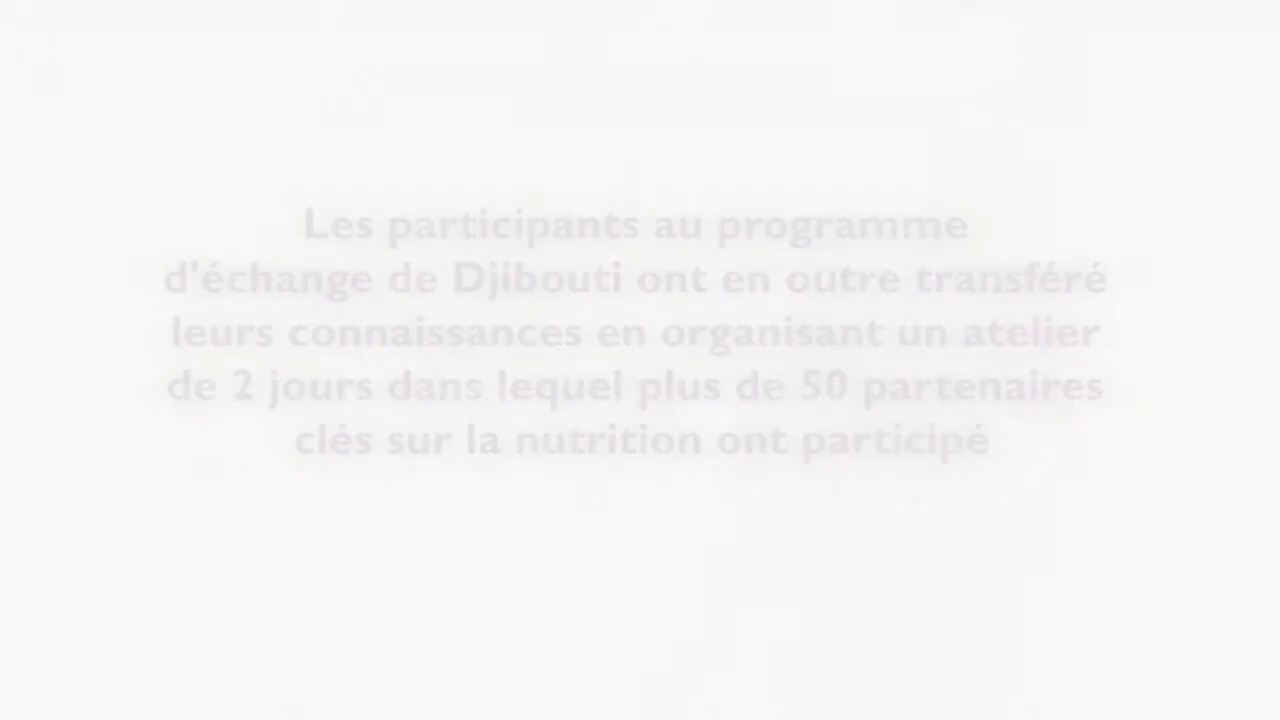 Les participants au programme
d'échange de Djibouti ont en outre transféré
leurs connaissances en organisant un atelier
de 2 jours dans lequel plus de 50 partenaires
clés sur la nutrition ont participé